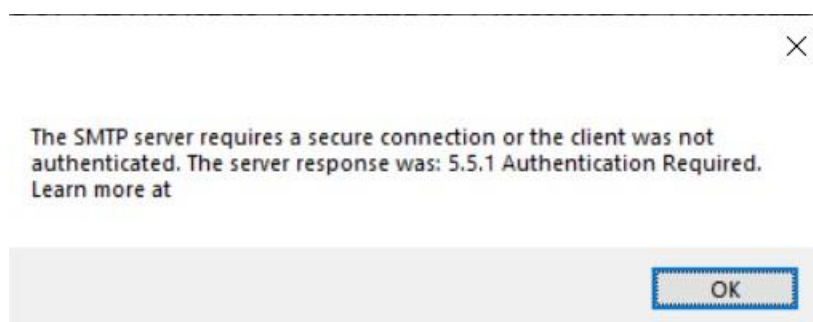 The SMTP server requires a secure connection or the client was not
authenticated. The server response was: 5.5.1 Authentication Required.
Learn more at
OK